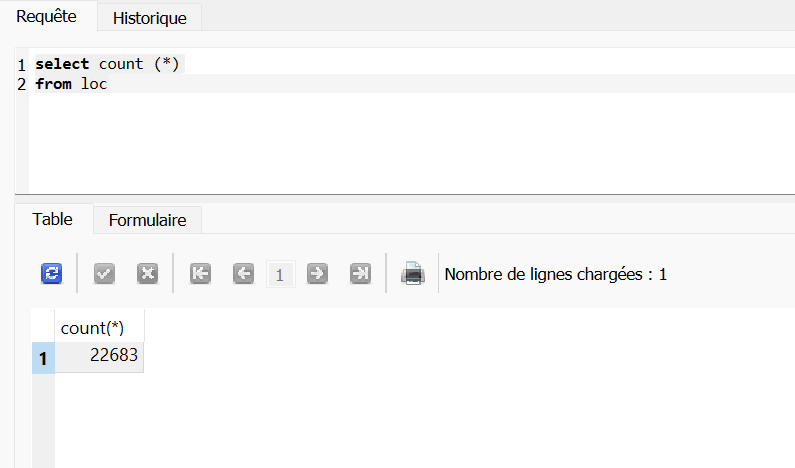 Requête Historique
1 select count (*)
2 from loc
Table Formulaire
1 Nombre de lignes chargées : 1
count(*)
1 22683